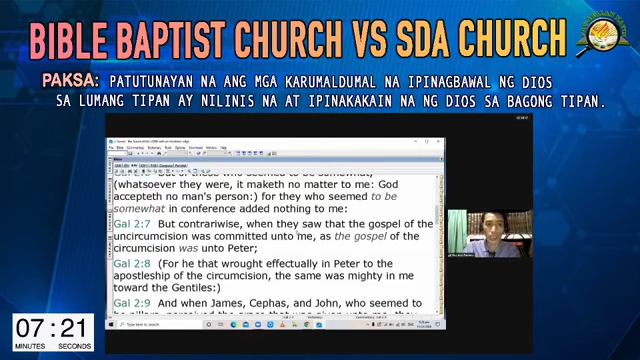 BIBLE BAPTIST CHURCH VS SDA CHURCH
PAKSA: PATUTUNAYAN NA ANG MGA KARUMALDUMAL NA IPINAGBAWAL NG DIOS
SA LUMANG TIPAN AY NILINIS NA AT IPINAKAKAIN NA NG DIOS SA BAGONG TIPAN.
(whatsoever they were, it maketh no matter to me: God
accepteth no man's person:) for they who seemed to be
somewhat in conference added nothing to me:
Gal 2:7 But contrariwise, when they saw that the gospel of the
uncircumcision was committed unto me, as the gospel of the
circumcision was unto Peter;
Gal 2:8 (For he that wrought effectually in Peter to the
apostleship of the circumcision, the same was mighty in me
toward the Gentiles:)
Gal 2:9 And when James, Cephas, and John, who seemed to
Type here to search
07:21
MINUTES SECONDS